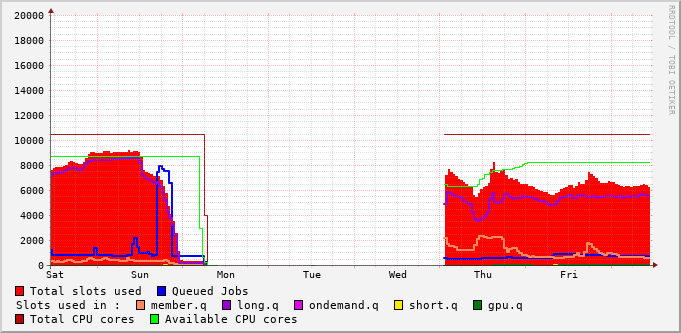 20000
18000
16000
14000
12000
10000
8000
6000
4000
2000
0
Sat Sun Mon Tue Wed Thu Fri
RRDTOOL / TOBI OETIKER
Total slots used Queued Jobs
Slots used in : member.q long.q ondemand.q short.q gpu.q
Total CPU cores Available CPU cores